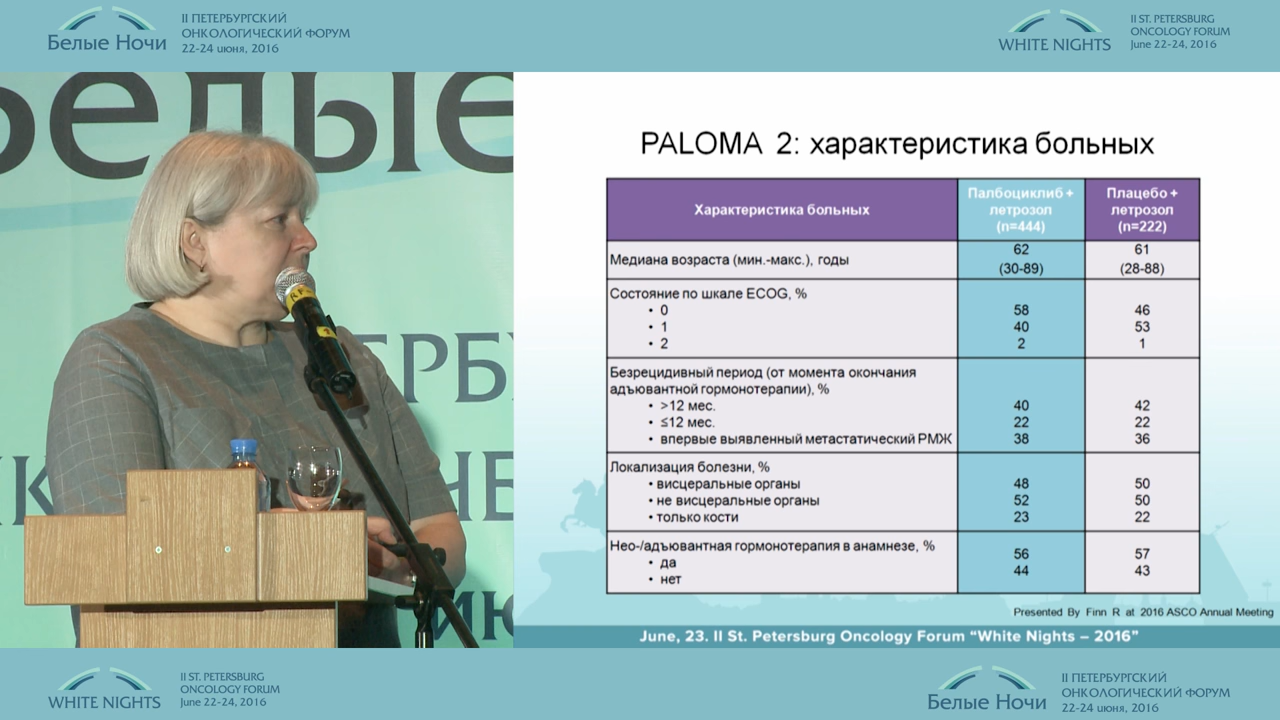 II ПЕТЕРБУРГСКИЙ
ОНКОЛОГИЧЕСКИЙ ФОРУМ
22-24 июня, 2016
Белые Ночи
II ST. PETERSBURG
ONCOLOGY FORUM
June 22-24, 2016
WHITE NIGHTS
Белые
PALOMA 2: характеристика больных
Характеристика больных
Палбоциклиб + летрозол (n=444)
Плацебо + летрозол (n=222)
Медиана возраста (мин.-макс.), годы
62 (30-89)
61 (28-88)
Состояние по шкале ECOG, %
• 0 58 46
• 1 40 53
• 2 2 1
Безрецидивный период (от момента окончания
адъювантной гормонотерапии), %
• >12 мес. 40 42
• ≤12 мес. 22 22
• впервые выявленный метастатический РМЖ 38 36
Локализация болезни, %
• висцеральные органы 48 50
• не висцеральные органы 52 50
• только кости 23 22
Нео-/адъювантная гормонотерапия в анамнезе, %
• да 56 57
• нет 44 43
Presented By Finn R at 2016 ASCO Annual Meeting
June, 23. II St. Petersburg Oncology Forum “White Nights – 2016”
WHITE NIGHTS
II ST. PETERSBURG
ONCOLOGY FORUM
June 22-24, 2016
Белые Ночи
II ПЕТЕРБУРГСКИЙ
ОНКОЛОГИЧЕСКИЙ ФОРУМ
22-24 июня, 2016